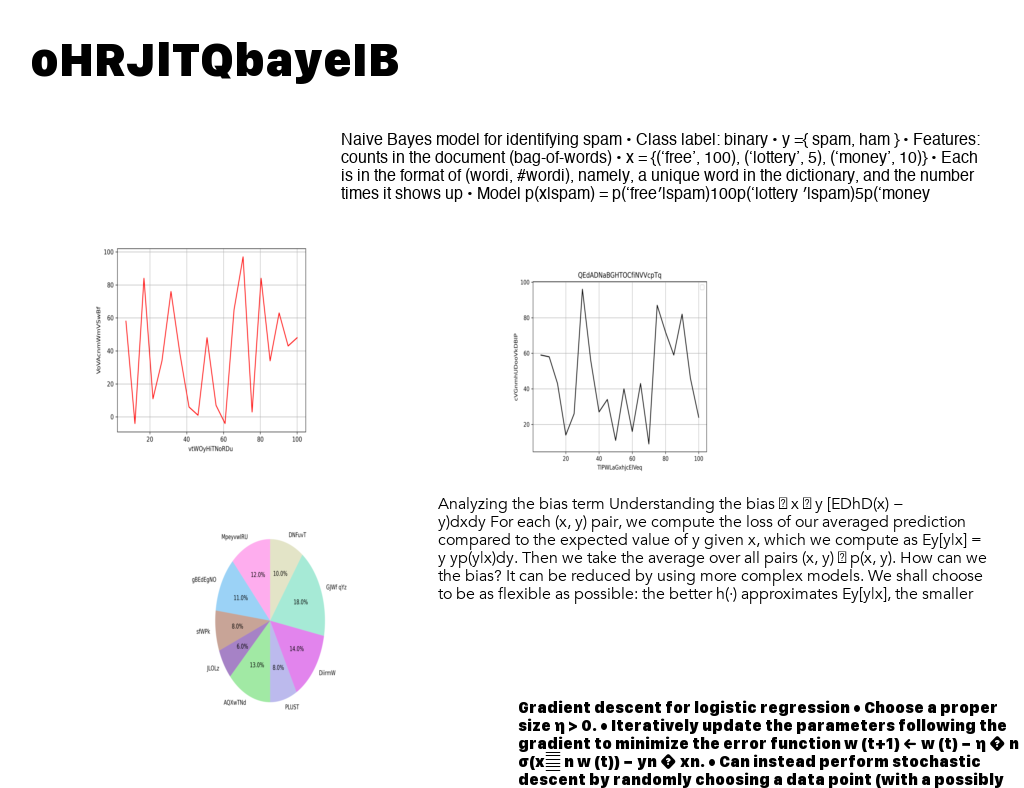 oHRJlTQbayeIB
Naive Bayes model for identifying spam • Class label: binary • y ={ spam, ham } • Features:
counts in the document (bag-of-words) • x = {(‘free’, 100), (‘lottery’, 5), (‘money’, 10)} • Each
is in the format of (wordi, #wordi), namely, a unique word in the dictionary, and the number
times it shows up • Model p(x|spam) = p(‘free’|spam)100p(‘lottery ’|spam)5p(‘money
100
80
60
40
20
0
20 40 60 80 100
vtWOyHiTNoRDu
QEdADNaBGHTOCfiNVVcpTq
100
80
60
40
20
20 40 60 80 100
TlPWLaGxhjcElVeq
Analyzing the bias term Understanding the bias x y [EDhD(x) −
y)dxdy For each (x, y) pair, we compute the loss of our averaged prediction
compared to the expected value of y given x, which we compute as Ey[y|x] =
y yp(y|x)dy. Then we take the average over all pairs (x, y) p(x, y). How can we
the bias? It can be reduced by using more complex models. We shall choose
to be as flexible as possible: the better h(·) approximates Ey[y|x], the smaller
MpeyvwlRU
DNFuvT
gBEdEgNO
GJWf qYz
sfWPk
JLOLz
DiirmW
AQXwTNd
PLUST
12.0%
10.0%
11.0%
18.0%
8.0%
6.0%
14.0%
13.0%
8.0%
Gradient descent for logistic regression • Choose a proper
size η > 0. • Iteratively update the parameters following the
gradient to minimize the error function w (t+1) ← w (t) − η � n
σ(x n w (t)) − yn � xn. • Can instead perform stochastic
descent by randomly choosing a data point (with a possibly